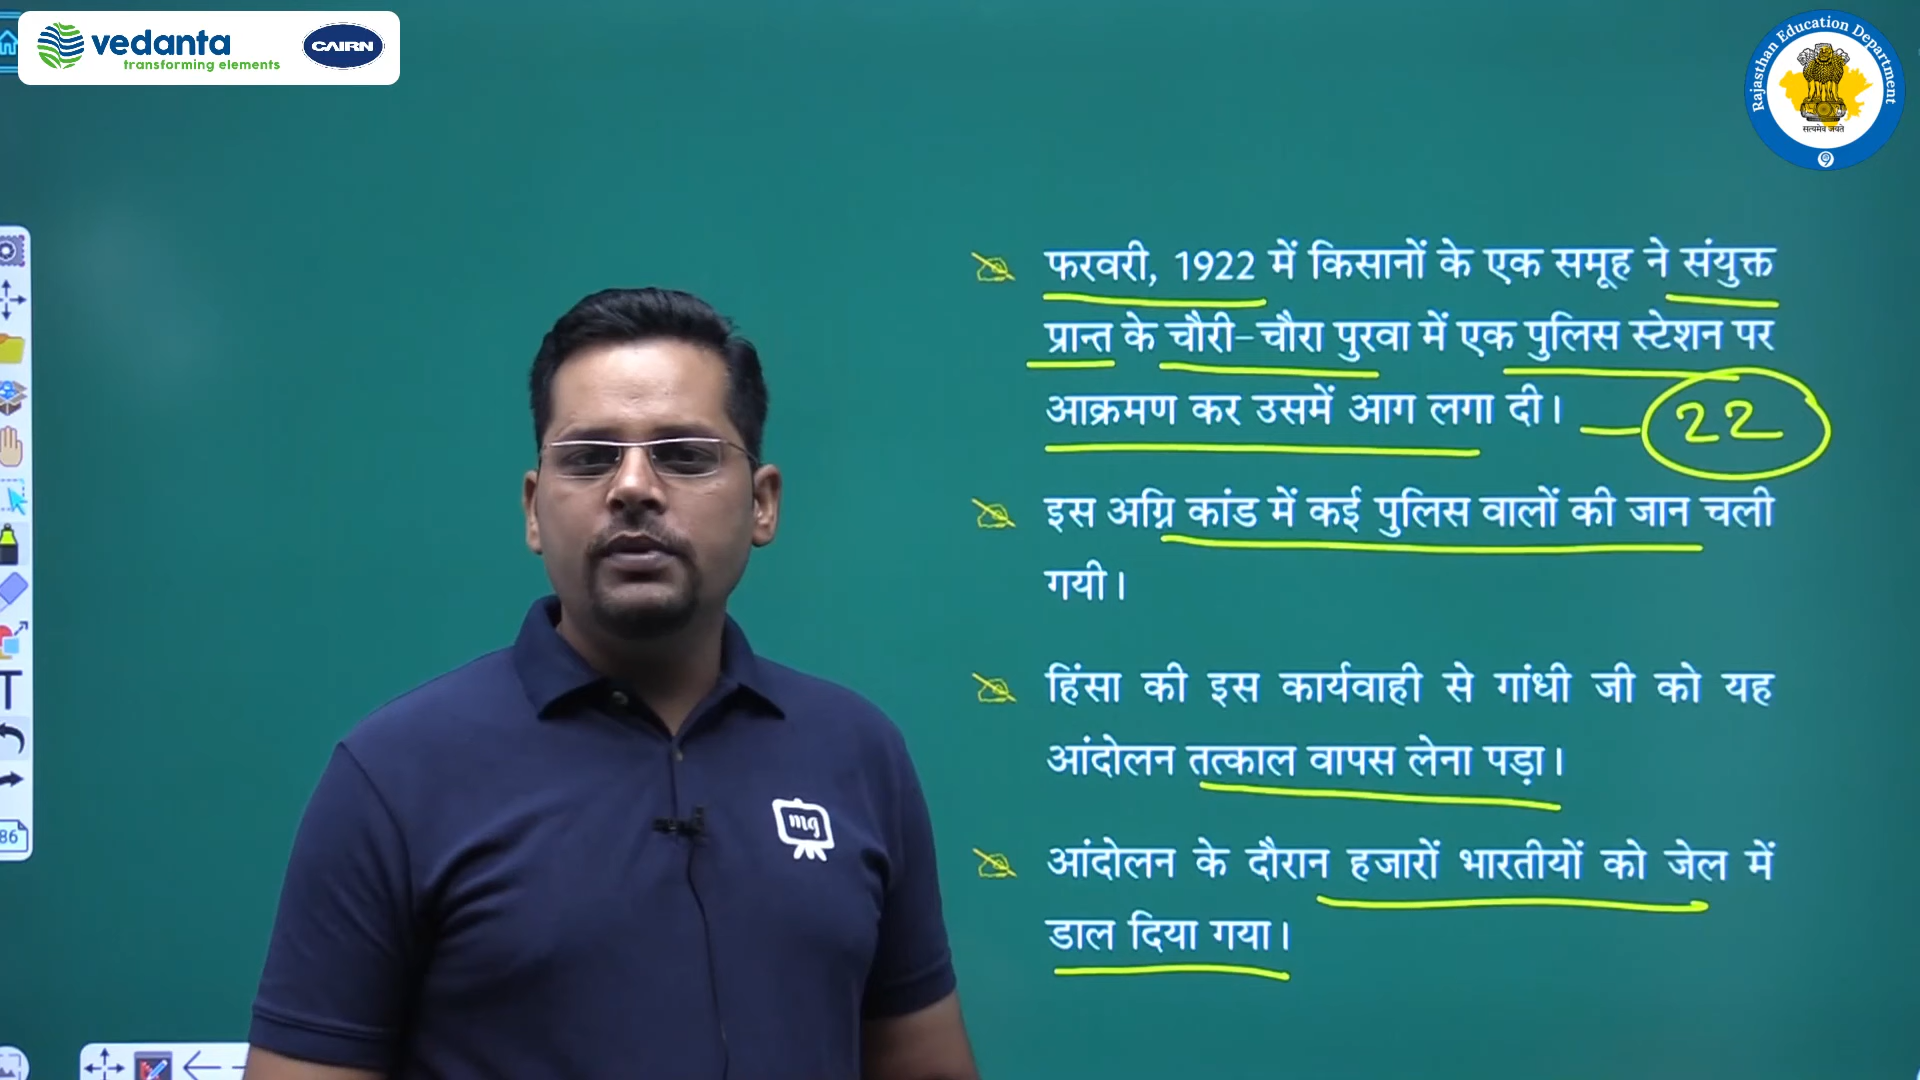 vedanta
transforming elements
CAIRN
Rajasthan Education Department
सत्यमेव जयते
फरवरी, 1922 में किसानों के एक समूह ने संयुक्त
प्रान्त के चौरी-चौरा पुरवा में एक पुलिस स्टेशन पर
आक्रमण कर उसमें आग लगा दी।
22
इस अग्नि कांड में कई पुलिस वालों की जान चली
गयी।
हिंसा की इस कार्यवाही से गांधी जी को यह
आंदोलन तत्काल वापस लेना पड़ा।
आंदोलन के दौरान हजारों भारतीयों को जेल में
डाल दिया गया।
mg
T
86